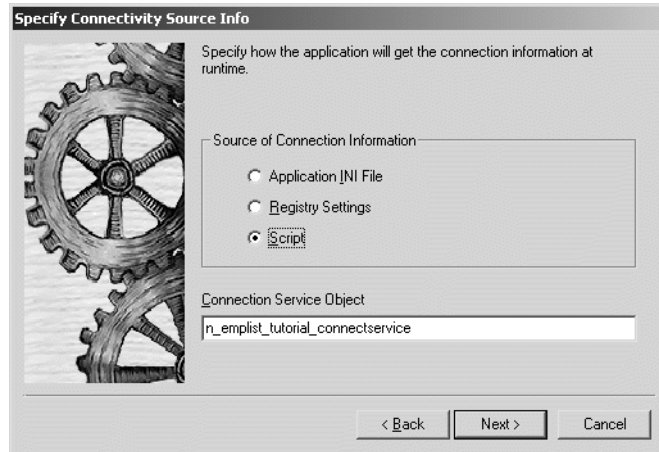 Specify Connectivity Source Info
Specify how the application will get the connection information at
runtime.
Source of Connection Information
Application INI File
Registry Settings
Script
Connection Service Object
n_emplist_tutorial_connectservice
< Back
Next >
Cancel